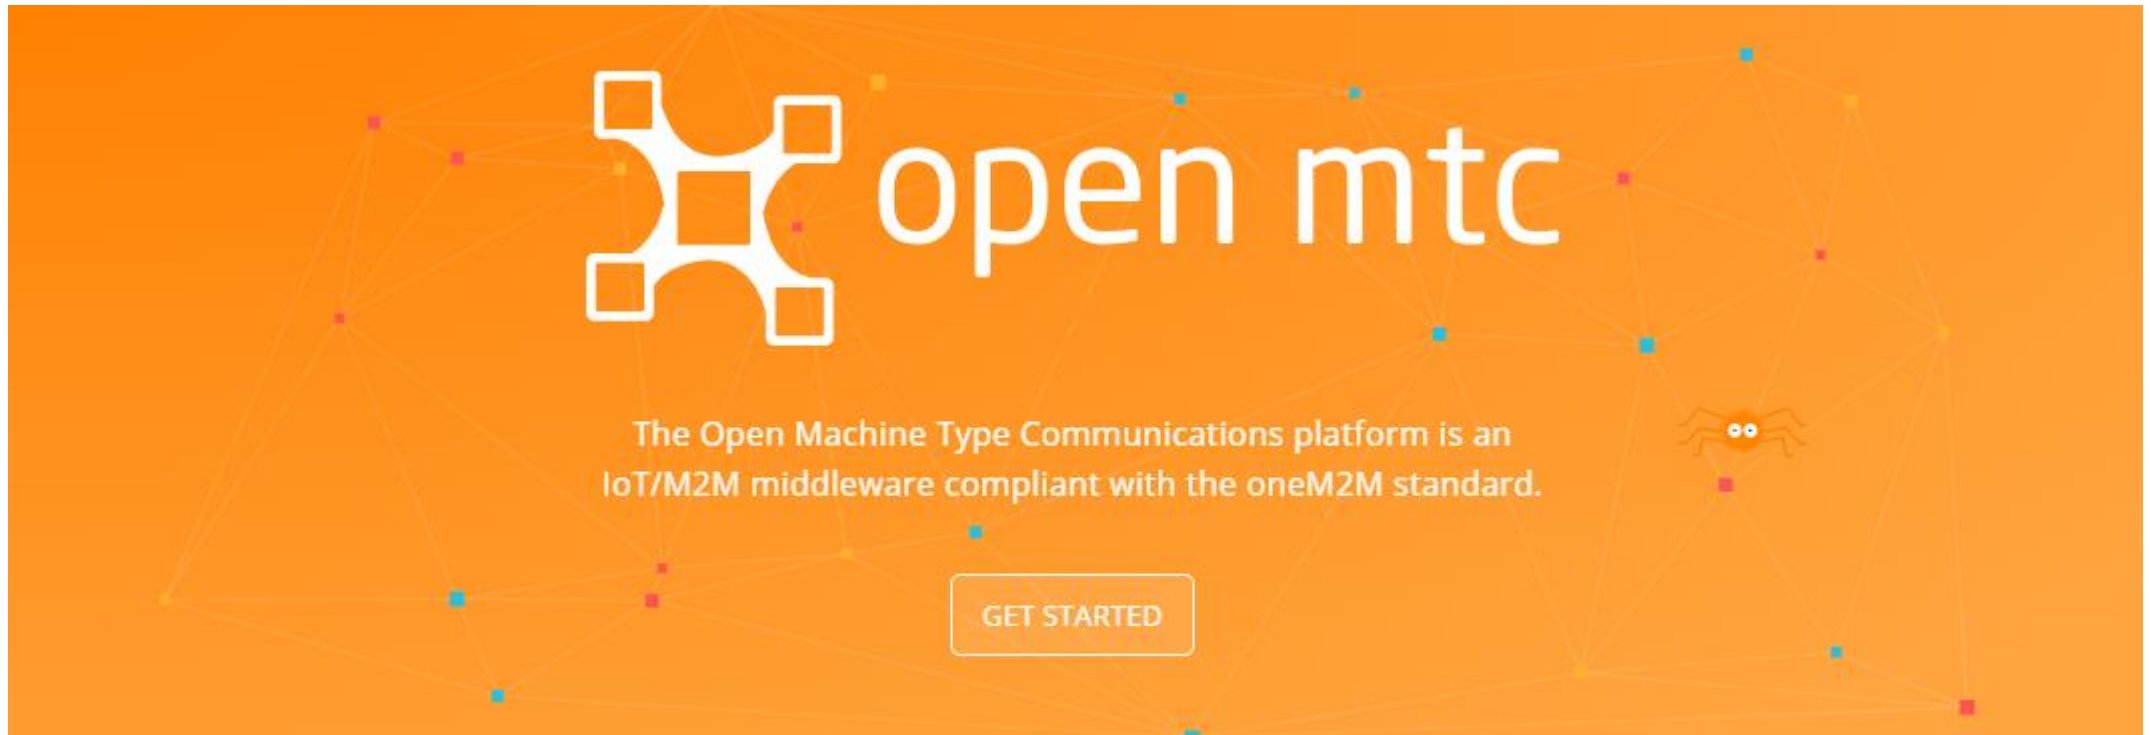 open mtc
The Open Machine Type Communications platform is an
IoT/M2M middleware compliant with the oneM2M standard.
GET STARTED